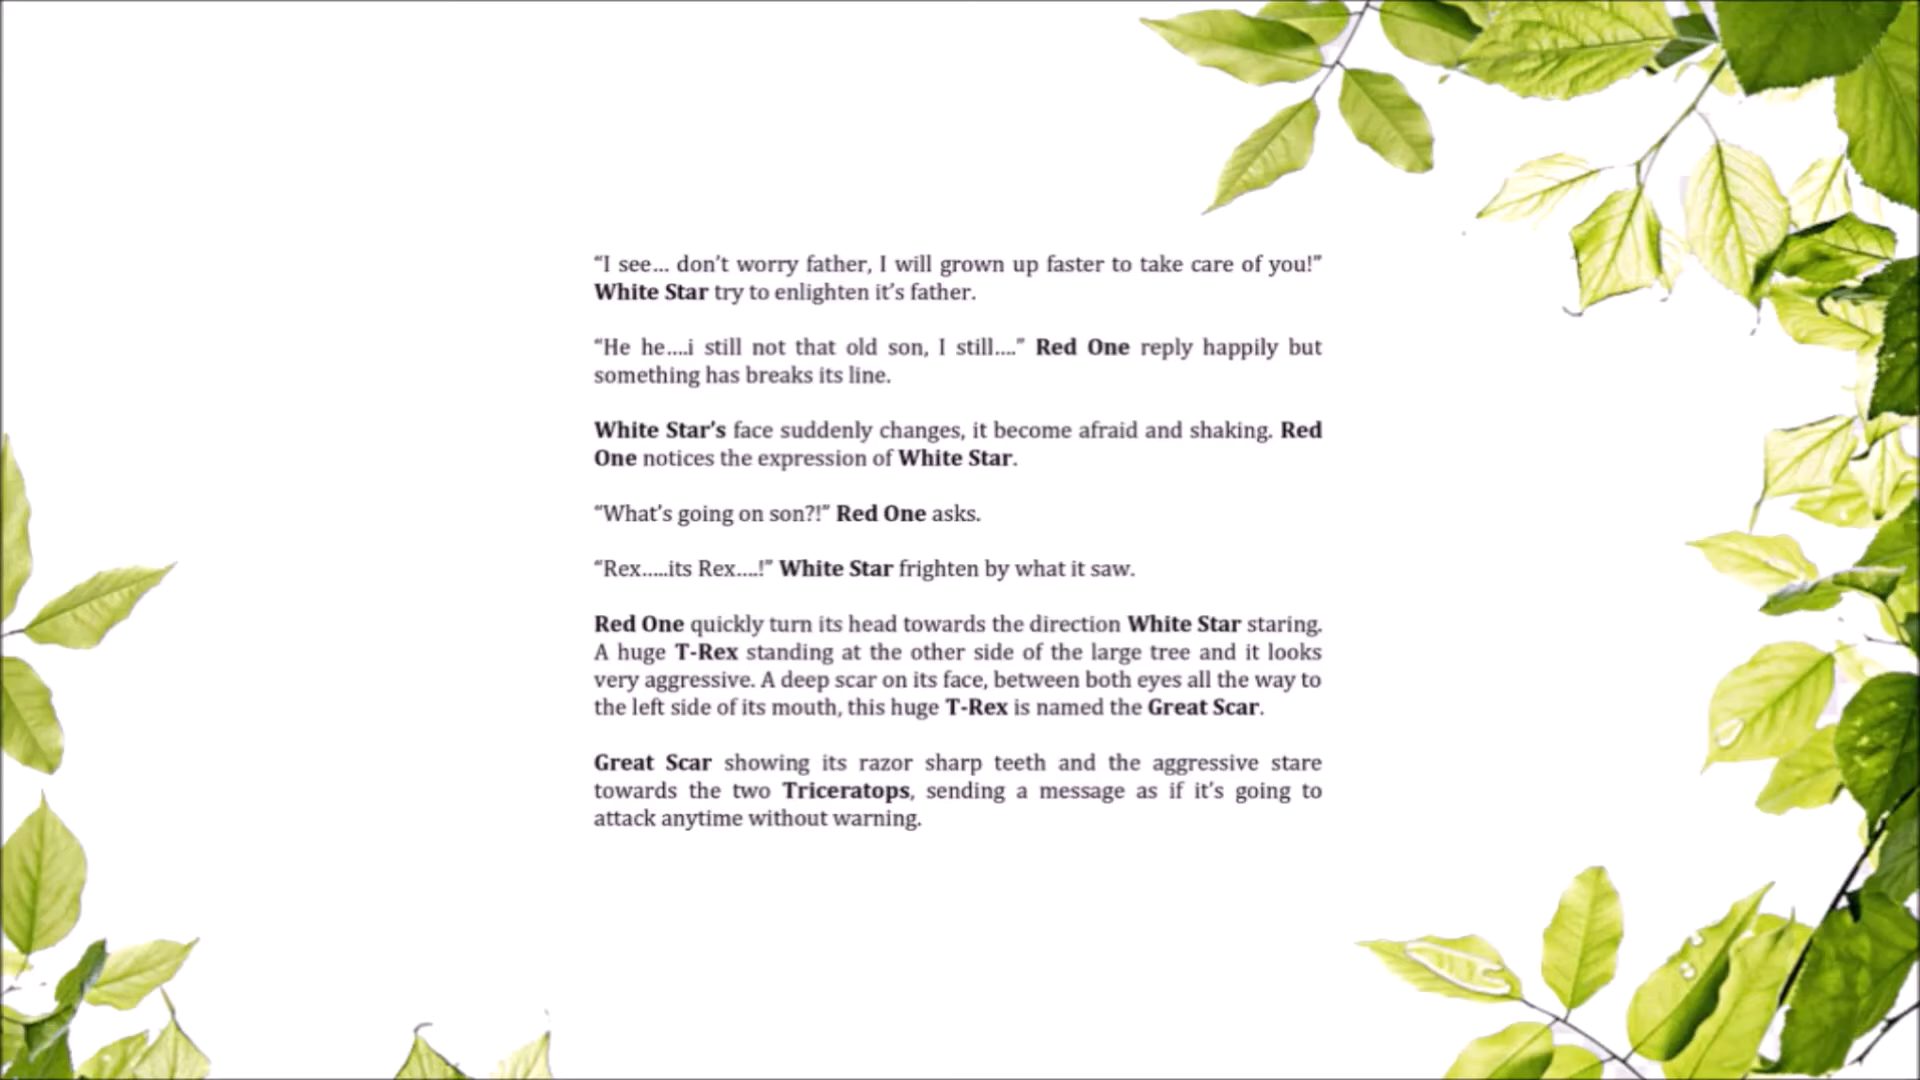 “I see... don’t worry father, I will grown up faster to take care of you!”
White Star try to enlighten it’s father.
“He he....i still not that old son, I still....” Red One reply happily but
something has breaks its line.
White Star’s face suddenly changes, it become afraid and shaking. Red
One notices the expression of White Star.
“What’s going on son?!” Red One asks.
“Rex.....its Rex....!” White Star frighten by what it saw.
Red One quickly turn its head towards the direction White Star staring.
A huge T-Rex standing at the other side of the large tree and it looks
very aggressive. A deep scar on its face, between both eyes all the way to
the left side of its mouth, this huge T-Rex is named the Great Scar.
Great Scar showing its razor sharp teeth and the aggressive stare
towards the two Triceratops, sending a message as if it’s going to
attack anytime without warning.